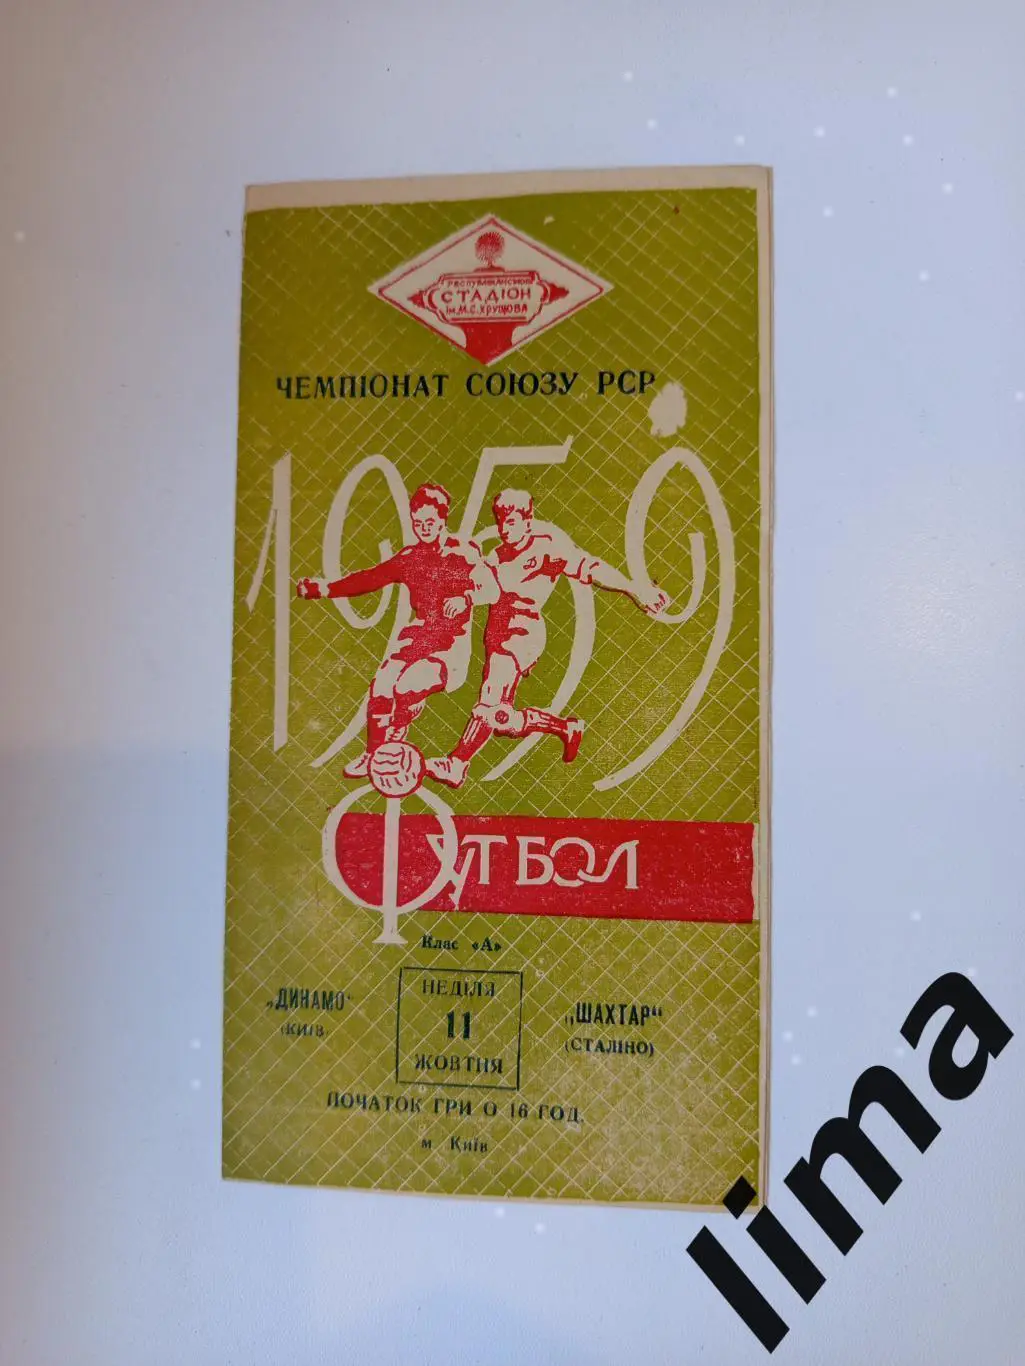 РЕСПУБЛІКАНСЬКИЙ
СТАДІОН
ім. М.С. ХРУЩОВА
ЧЕМПІОНАТ СОЮЗУ РСР
1959
ФУТБОЛ
Клас «А»
„ДИНАМО“
(КИЇВ)
НЕДІЛЯ
11
ЖОВТНЯ
„ШАХТАР“
(СТАЛІНО)
ПОЧАТОК ГРИ О 16 ГОД.
м Київ
lima